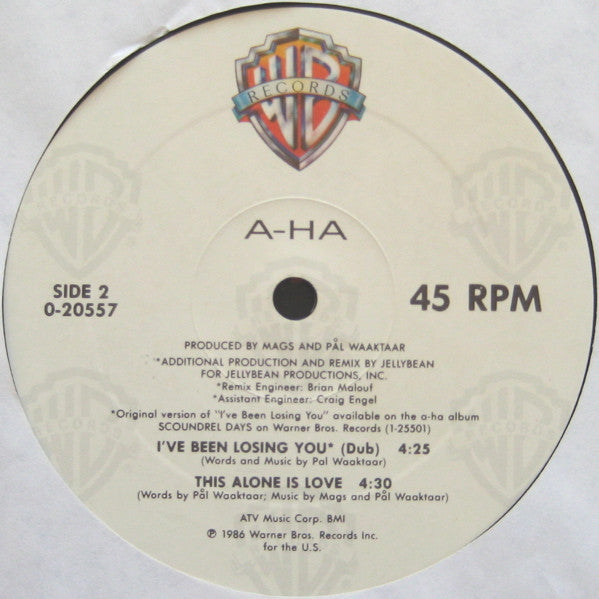 WB
RECORDS
A-HA
SIDE 2
0-20557
45 RPM
PRODUCED BY MAGS AND PÅL WAAKTAAR
*ADDITIONAL PRODUCTION AND REMIX BY JELLYBEAN
FOR JELLYBEAN PRODUCTIONS, INC.
*Remix Engineer: Brian Malouf
*Assistant Engineer: Craig Engel
*Original version of "I've Been Losing You" available on the a-ha album
SCOUNDREL DAYS on Warner Bros. Records (1-25501)
I'VE BEEN LOSING YOU* (Dub) 4:25
(Words and Music by Pal Waaktaar)
THIS ALONE IS LOVE 4:30
(Words by Pål Waaktaar; Music by Mags and Pål Waaktaar)
ATV Music Corp. BMI
℗ 1986 Warner Bros. Records Inc.
for the U.S.